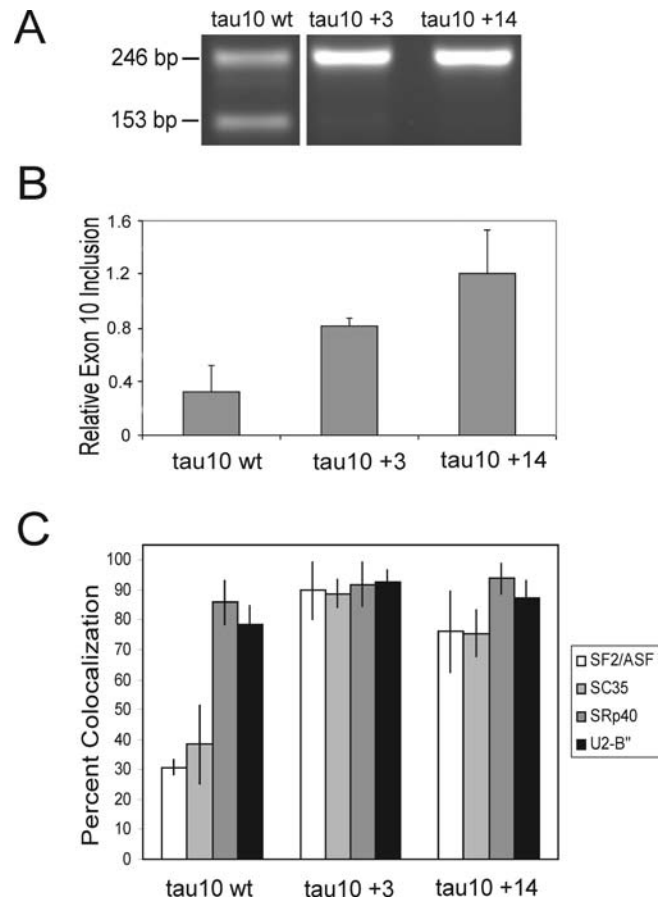 A
tau10 wt tau10 +3 tau10 +14
246 bp
153 bp
B
Relative Exon 10 Inclusion
1.6
1.2
0.8
0.4
0
tau10 wt tau10 +3 tau10 +14
C
Percent Colocalization
100
90
80
70
60
50
40
30
20
10
0
SF2/ASF
SC35
SRp40
U2-B"
tau10 wt tau10 +3 tau10 +14